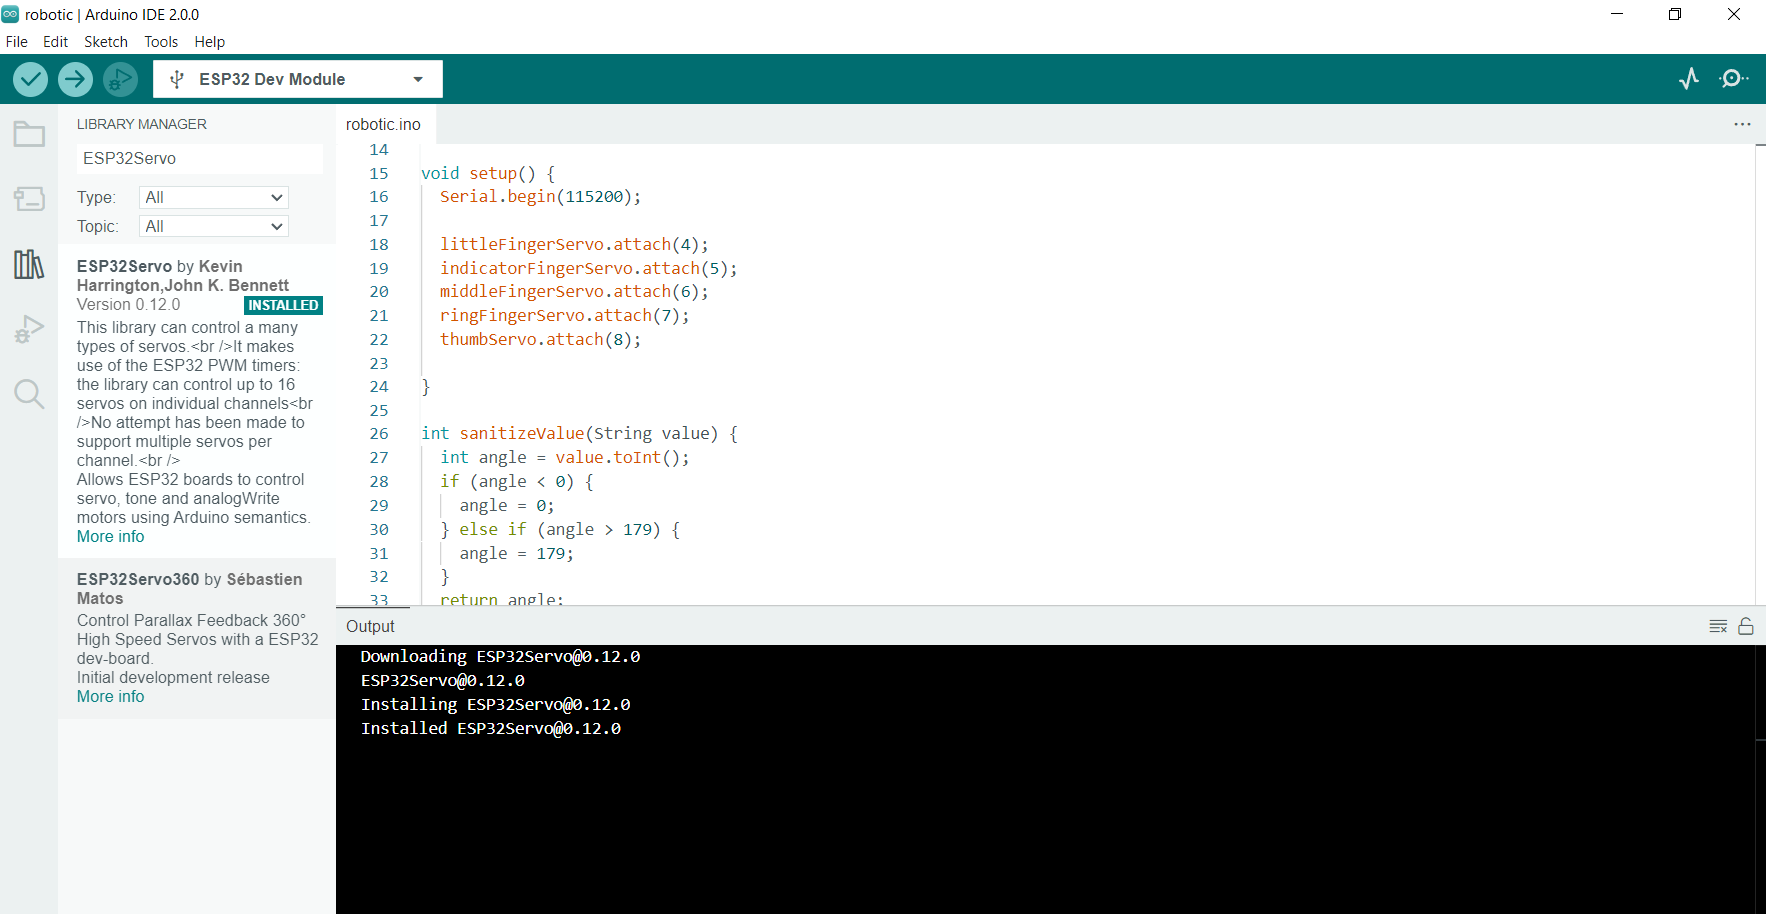 robotic | Arduino IDE 2.0.0
File Edit Sketch Tools Help
ESP32 Dev Module
LIBRARY MANAGER
ESP32Servo
Type: All
Topic: All
ESP32Servo by Kevin
Harrington,John K. Bennett
Version 0.12.0 INSTALLED
This library can control a many
types of servos.<br />It makes
use of the ESP32 PWM timers:
the library can control up to 16
servos on individual channels<br
/>No attempt has been made to
support multiple servos per
channel.<br />
Allows ESP32 boards to control
servo, tone and analogWrite
motors using Arduino semantics.
More info
ESP32Servo360 by Sébastien
Matos
Control Parallax Feedback 360°
High Speed Servos with a ESP32
dev-board.
Initial development release
More info
robotic.ino
14
15 void setup() {
16 Serial.begin(115200);
17
18 littleFingerServo.attach(4);
19 indicatorFingerServo.attach(5);
20 middleFingerServo.attach(6);
21 ringFingerServo.attach(7);
22 thumbServo.attach(8);
23
24 }
25
26 int sanitizeValue(String value) {
27 int angle = value.toInt();
28 if (angle < 0) {
29 angle = 0;
30 } else if (angle > 179) {
31 angle = 179;
32 }
33 return angle;
Output
Downloading ESP32Servo@0.12.0
ESP32Servo@0.12.0
Installing ESP32Servo@0.12.0
Installed ESP32Servo@0.12.0